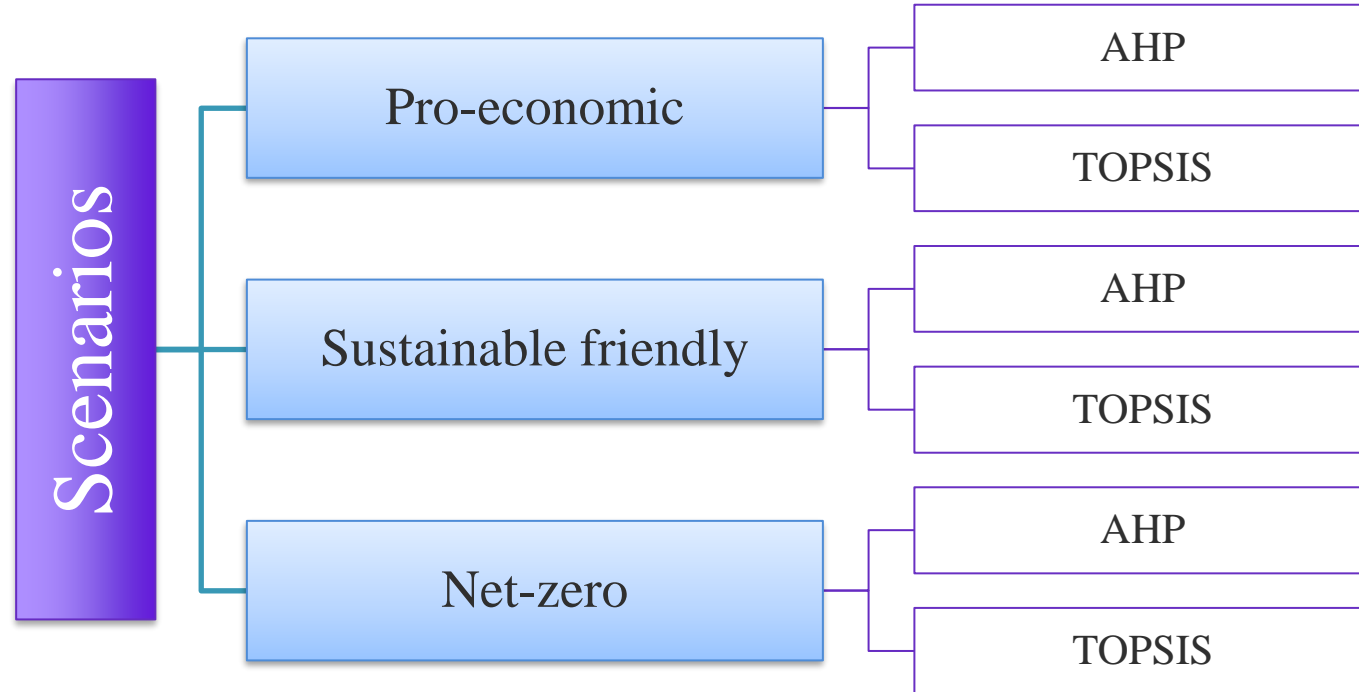 Scenarios
Pro-economic
AHP
TOPSIS
Sustainable friendly
AHP
TOPSIS
Net-zero
AHP
TOPSIS